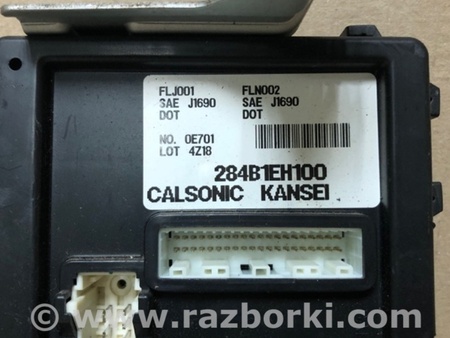 FLJ001 FLN002
SAE J1690 SAE J1690
DOT DOT
NO. 0E701
LOT 4Z18
284B1EH100
CALSONIC KANSEI
© www.razborki.com